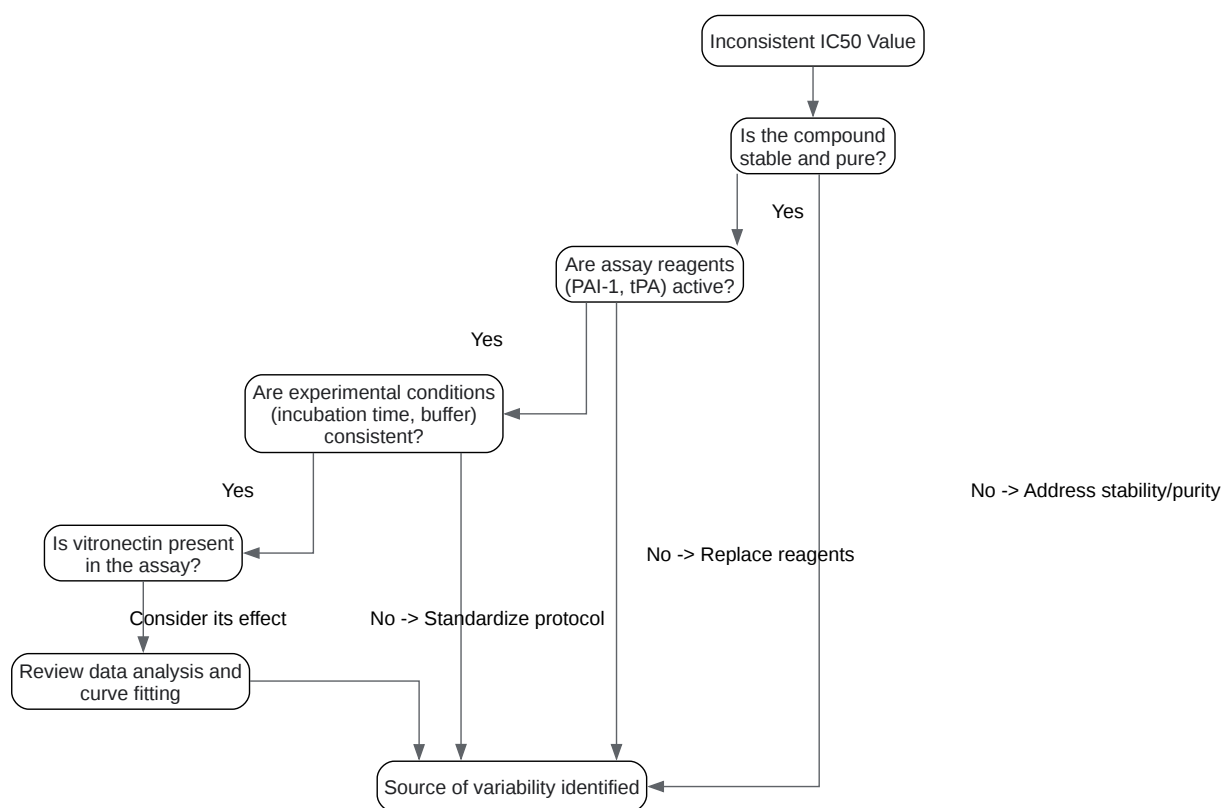 Inconsistent IC50 Value
Is the compound
stable and pure?
Yes
Are assay reagents
(PAI-1, tPA) active?
Yes
Are experimental conditions
(incubation time, buffer)
consistent?
Yes
No -> Address stability/purity
Is vitronectin present
in the assay?
No -> Replace reagents
Consider its effect
No -> Standardize protocol
Review data analysis and
curve fitting
Source of variability identified